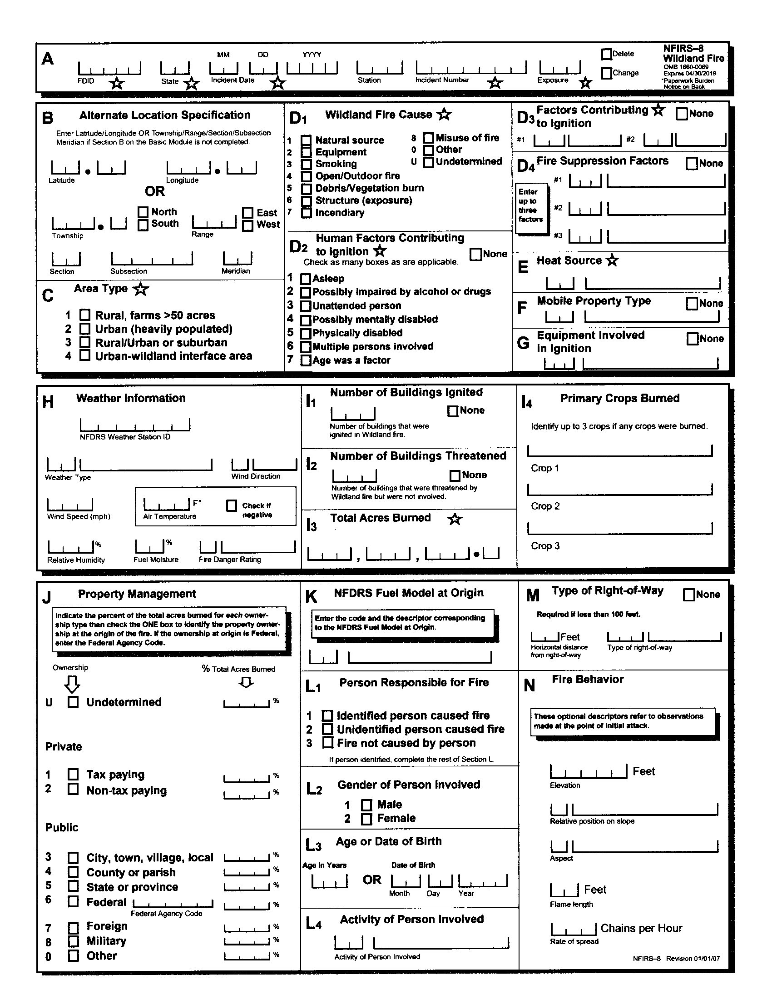 A
MM DD YYYY
FDID ☆ State ☆ Incident Date ☆ Station Incident Number ☆ Exposure ☆
Delete
Change
NFIRS–8
Wildland Fire
OMB 1660-0069
Expires 04/30/2019
*Paperwork Burden
Notice on Back
B Alternate Location Specification
Enter Latitude/Longitude OR Township/Range/Section/Subsection
Meridian if Section B on the Basic Module is not completed.
Latitude Longitude
OR
North
South
East
West
Township Range
Section Subsection Meridian
C Area Type ☆
1 Rural, farms >50 acres
2 Urban (heavily populated)
3 Rural/Urban or suburban
4 Urban-wildland interface area
D1 Wildland Fire Cause ☆
1 Natural source
2 Equipment
3 Smoking
4 Open/Outdoor fire
5 Debris/Vegetation burn
6 Structure (exposure)
7 Incendiary
8 Misuse of fire
0 Other
U Undetermined
D2 Human Factors Contributing
to Ignition ☆ None
Check as many boxes as are applicable.
1 Asleep
2 Possibly impaired by alcohol or drugs
3 Unattended person
4 Possibly mentally disabled
5 Physically disabled
6 Multiple persons involved
7 Age was a factor
D3 Factors Contributing ☆ None
to Ignition
#1 #2
D4 Fire Suppression Factors None
Enter
up to
three
factors
#1
#2
#3
E Heat Source ☆
F Mobile Property Type None
G Equipment Involved None
in Ignition
H Weather Information
NFDRS Weather Station ID
Weather Type Wind Direction
Wind Speed (mph)
F°
Air Temperature
Check if
negative
% %
Relative Humidity Fuel Moisture Fire Danger Rating
I1 Number of Buildings Ignited
None
Number of buildings that were
ignited in Wildland fire.
I2 Number of Buildings Threatened
None
Number of buildings that were threatened by
Wildland fire but were not involved.
I3 Total Acres Burned ☆
, ,
I4 Primary Crops Burned
Identify up to 3 crops if any crops were burned.
Crop 1
Crop 2
Crop 3
J Property Management
Indicate the percent of the total acres burned for each owner-
ship type then check the ONE box to identify the property owner-
ship at the origin of the fire. If the ownership at origin is Federal,
enter the Federal Agency Code.
Ownership % Total Acres Burned
U Undetermined %
Private
1 Tax paying %
2 Non-tax paying %
Public
3 City, town, village, local %
4 County or parish %
5 State or province %
6 Federal %
Federal Agency Code
7 Foreign %
8 Military %
0 Other %
K NFDRS Fuel Model at Origin
Enter the code and the descriptor corresponding
to the NFDRS Fuel Model at Origin.
L1 Person Responsible for Fire
1 Identified person caused fire
2 Unidentified person caused fire
3 Fire not caused by person
If person identified, complete the rest of Section L.
L2 Gender of Person Involved
1 Male
2 Female
L3 Age or Date of Birth
Age in Years Date of Birth
OR
Month Day Year
L4 Activity of Person Involved
Activity of Person Involved
M Type of Right-of-Way None
Required if less than 100 feet.
Feet
Horizontal distance
from right-of-way
Type of right-of-way
N Fire Behavior
These optional descriptors refer to observations
made at the point of initial attack.
Feet
Elevation
Relative position on slope
Aspect
Feet
Flame length
Chains per Hour
Rate of spread
NFIRS–8 Revision 01/01/07